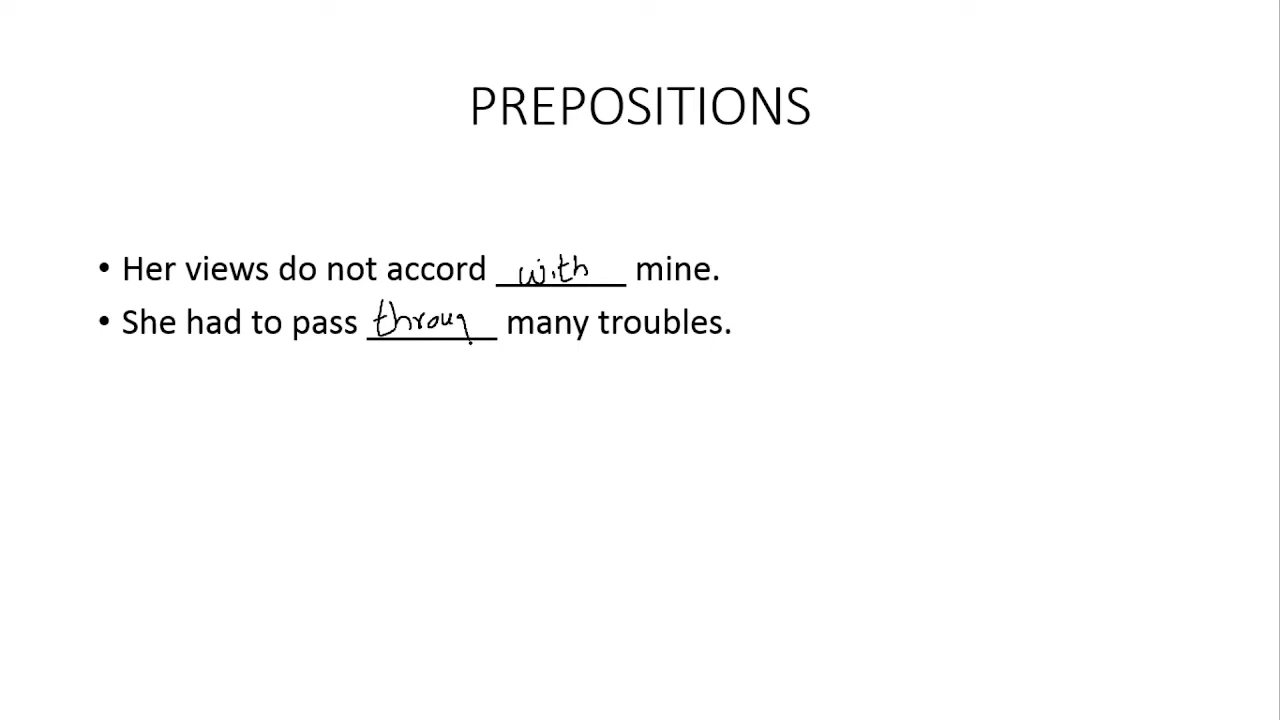 PREPOSITIONS
• Her views do not accord with mine.
• She had to pass throug many troubles.